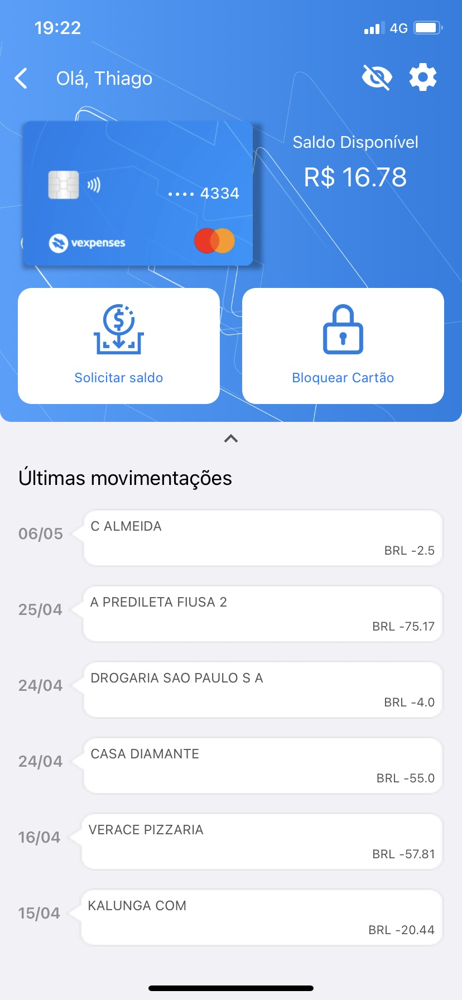 19:22
4G
Olá, Thiago
Saldo Disponível
R$ 16.78
•••• 4334
vexpenses
Solicitar saldo
Bloquear Cartão
Últimas movimentações
06/05
C ALMEIDA
BRL -2.5
25/04
A PREDILETA FIUSA 2
BRL -75.17
24/04
DROGARIA SAO PAULO S A
BRL -4.0
24/04
CASA DIAMANTE
BRL -55.0
16/04
VERACE PIZZARIA
BRL -57.81
15/04
KALUNGA COM
BRL -20.44